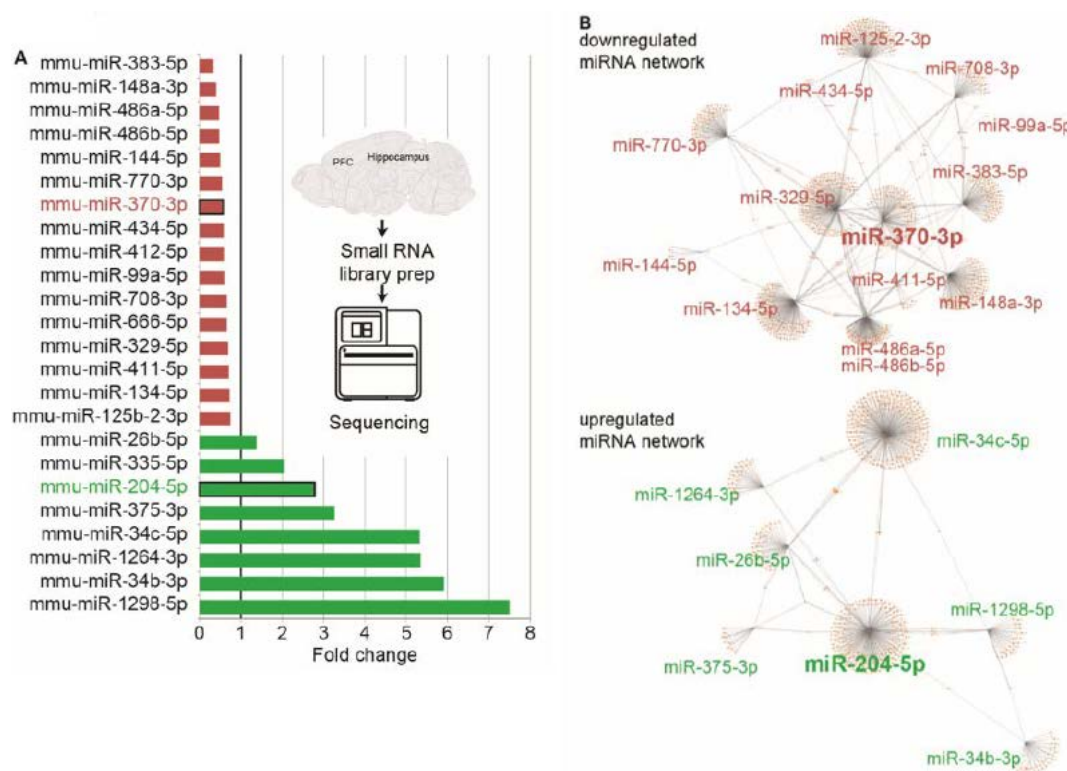 A
mmu-miR-383-5p
mmu-miR-148a-3p
mmu-miR-486a-5p
mmu-miR-486b-5p
mmu-miR-144-5p
mmu-miR-770-3p
mmu-miR-370-3p
mmu-miR-434-5p
mmu-miR-412-5p
mmu-miR-99a-5p
mmu-miR-708-3p
mmu-miR-666-5p
mmu-miR-329-5p
mmu-miR-411-5p
mmu-miR-134-5p
mmu-miR-125b-2-3p
mmu-miR-26b-5p
mmu-miR-335-5p
mmu-miR-204-5p
mmu-miR-375-3p
mmu-miR-34c-5p
mmu-miR-1264-3p
mmu-miR-34b-3p
mmu-miR-1298-5p
0 1 2 3 4 5 6 7 8
Fold change
PFC Hippocampus
Small RNA
library prep
Sequencing
B
downregulated
miRNA network
miR-125-2-3p
miR-708-3p
miR-434-5p
miR-99a-5p
miR-770-3p
miR-383-5p
miR-329-5p
miR-370-3p
miR-144-5p
miR-411-5p
miR-134-5p
miR-148a-3p
miR-486a-5p
miR-486b-5p
upregulated
miRNA network
miR-34c-5p
miR-1264-3p
miR-26b-5p
miR-1298-5p
miR-375-3p
miR-204-5p
miR-34b-3p